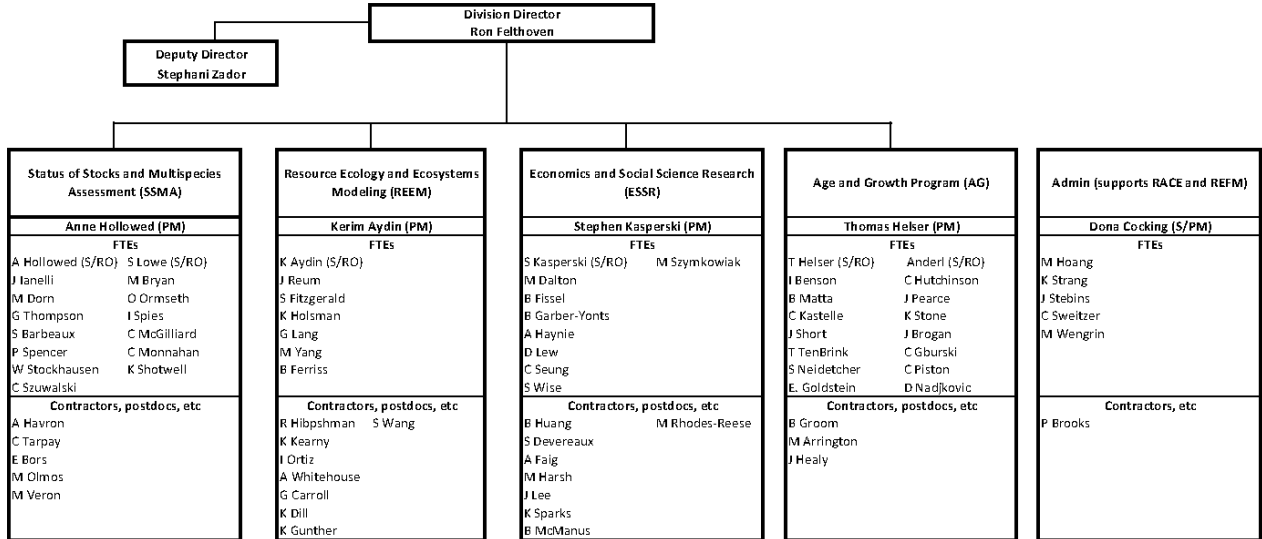 Division Director
Ron Felthoven
Deputy Director
Stephani Zador
Status of Stocks and Multispecies
Assessment (SSMA)
Anne Hollowed (PM)
FTEs
A Hollowed (S/RO) S Lowe (S/RO)
J Ianelli M Bryan
M Dorn O Ormseth
G Thompson I Spies
S Barbeaux C McGilliard
P Spencer C Monnahan
W Stockhausen K Shotwell
C Szuwalski
Contractors, postdocs, etc
A Havron
C Tarpay
E Bors
M Olmos
M Veron
Resource Ecology and Ecosystems
Modeling (REEM)
Kerim Aydin (PM)
FTEs
K Aydin (S/RO)
J Reum
S Fitzgerald
K Holsman
G Lang
M Yang
B Ferriss
Contractors, postdocs, etc
R Hibpshman S Wang
K Kearny
I Ortiz
A Whitehouse
G Carroll
K Dill
K Gunther
Economics and Social Science Research
(ESSR)
Stephen Kasperski (PM)
FTEs
S Kasperski (S/RO) M Szymkowiak
M Dalton
B Fissel
B Garber-Yonts
A Haynie
D Lew
C Seung
S Wise
Contractors, postdocs, etc
B Huang M Rhodes-Reese
S Devereaux
A Faig
M Harsh
J Lee
K Sparks
B McManus
Age and Growth Program (AG)
Thomas Helser (PM)
FTEs
T Helser (S/RO) Anderl (S/RO)
I Benson C Hutchinson
B Matta J Pearce
C Kastelle K Stone
J Short J Brogan
T TenBrink C Gburski
S Neidetcher C Piston
E. Goldstein D Nadjkovic
Contractors, postdocs, etc
B Groom
M Arrington
J Healy
Admin (supports RACE and REFM)
Dona Cocking (S/PM)
FTEs
M Hoang
K Strang
J Stebins
C Sweitzer
M Wengrin
Contractors, etc
P Brooks